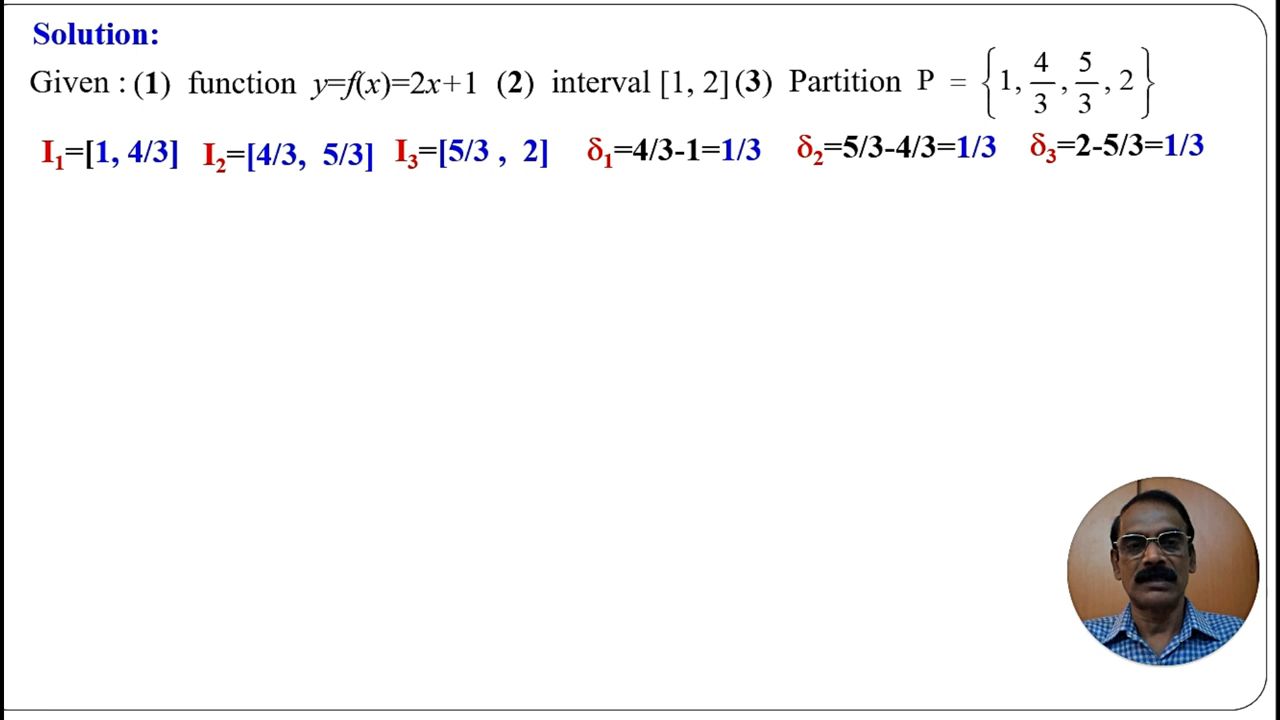 Solution:
Given : (1) function y=f(x)=2x+1 (2) interval [1, 2] (3) Partition P = {1, 4/3, 5/3, 2}
I₁=[1, 4/3] I₂=[4/3, 5/3] I₃=[5/3 , 2] δ₁=4/3-1=1/3 δ₂=5/3-4/3=1/3 δ₃=2-5/3=1/3